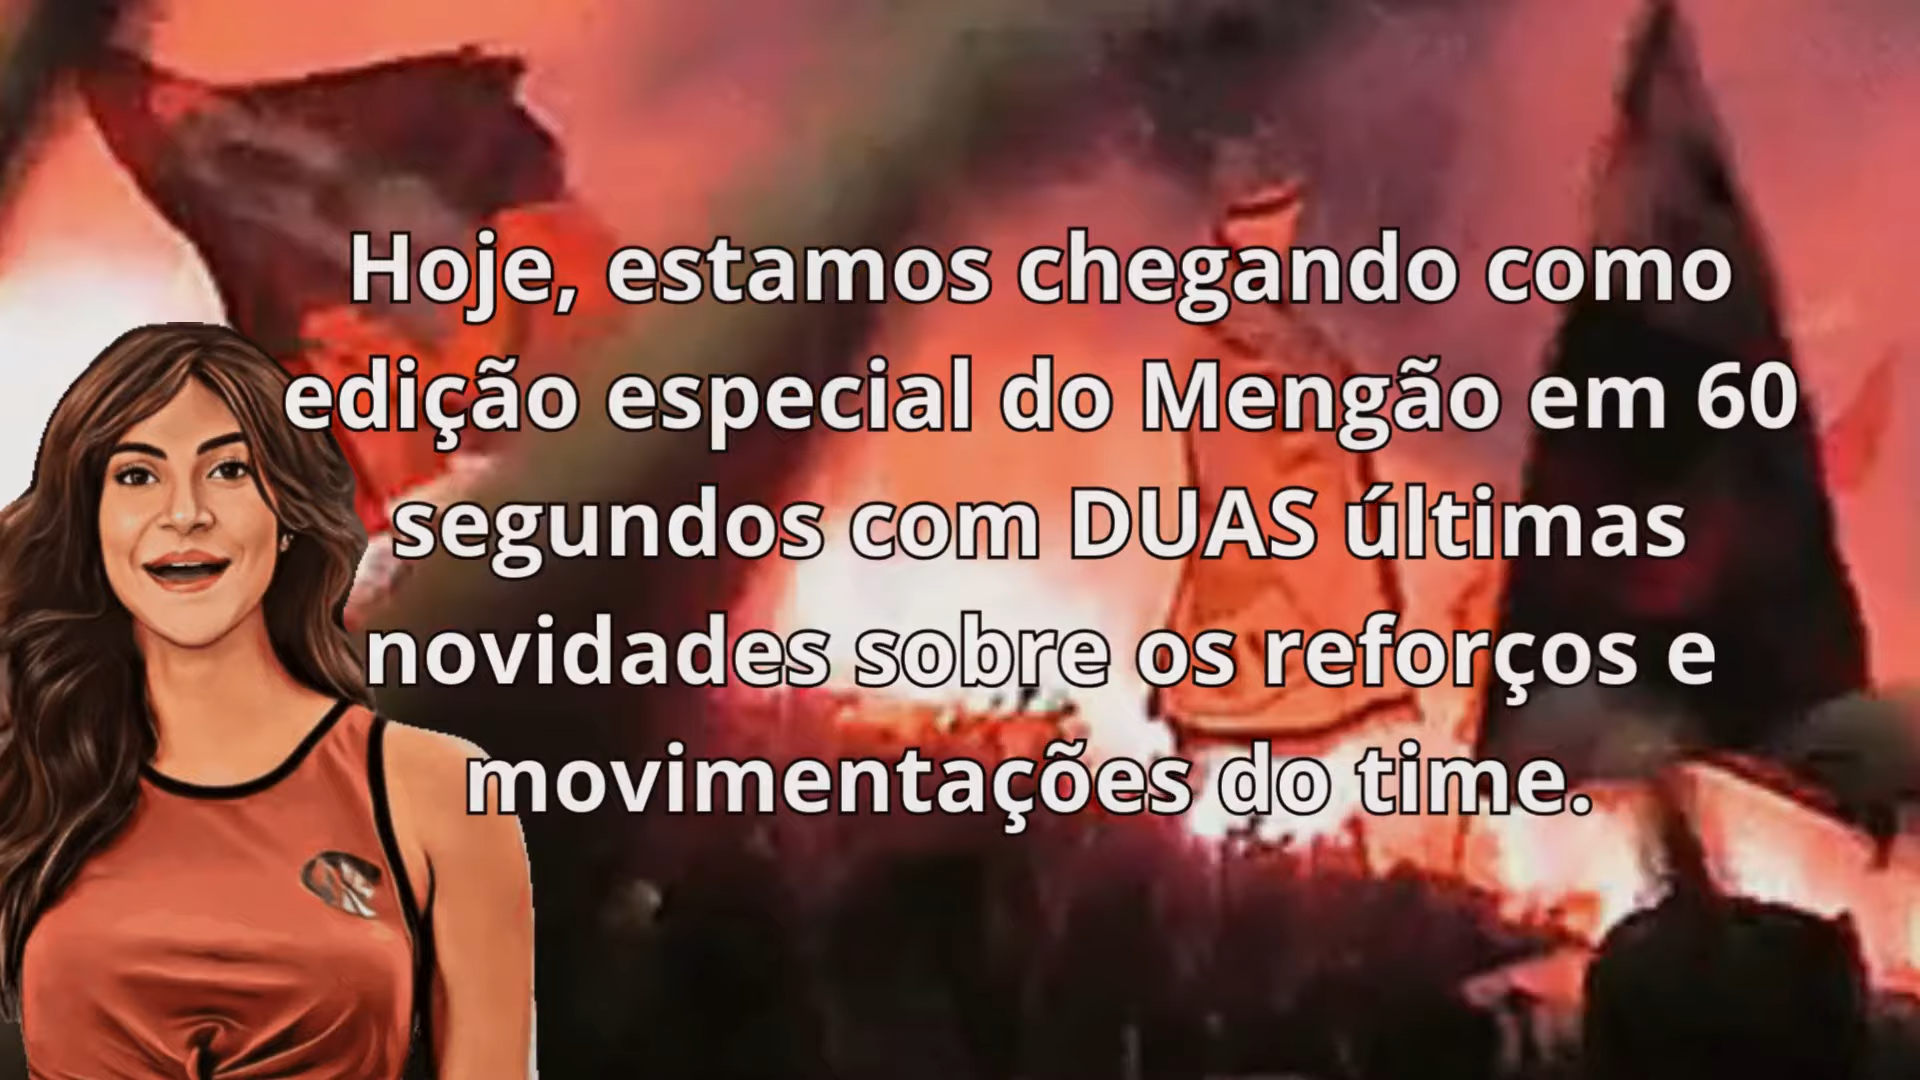 Hoje, estamos chegando como
edição especial do Mengão em 60
segundos com DUAS últimas
novidades sobre os reforços e
movimentações do time.